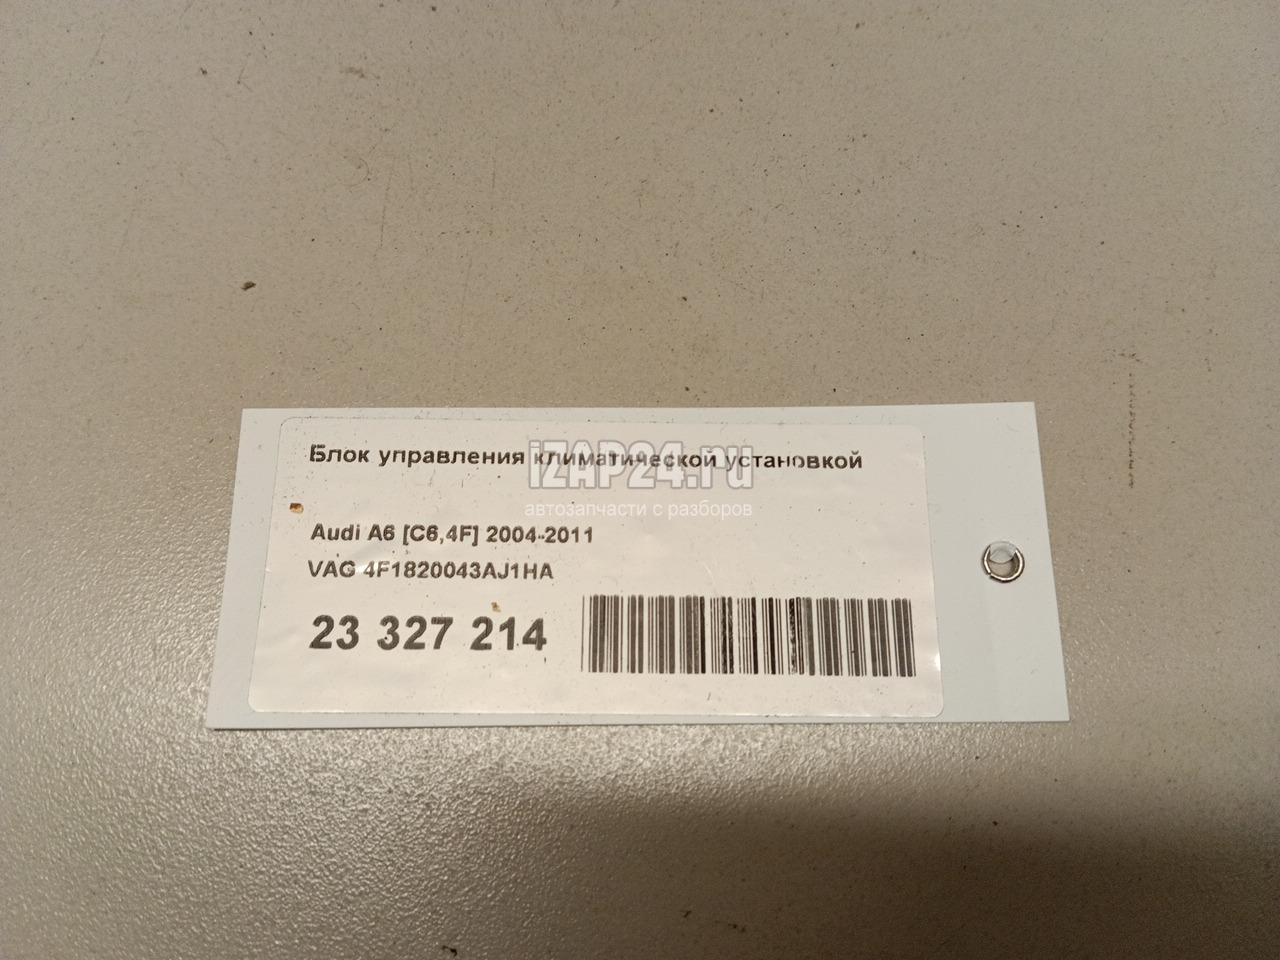 Блок управления климатической установкой
iZAP24.ru
автозапчасти с разборов
Audi A6 [C6,4F] 2004-2011
VAG 4F1820043AJ1HA
23 327 214